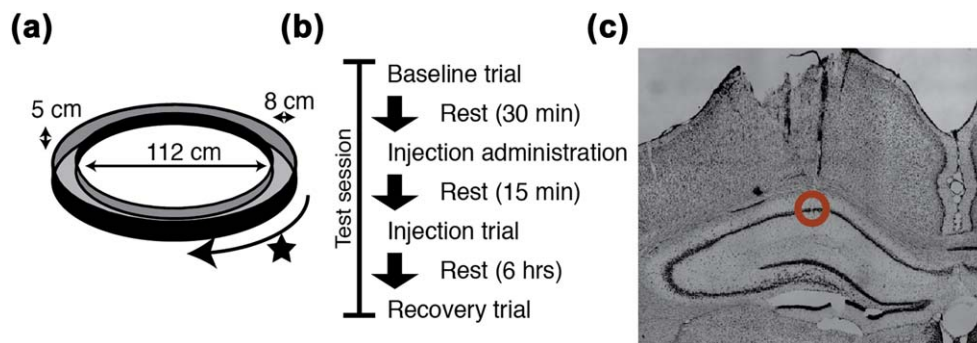 (a)
5 cm
8 cm
112 cm
(b)
Test session
Baseline trial
Rest (30 min)
Injection administration
Rest (15 min)
Injection trial
Rest (6 hrs)
Recovery trial
(c)